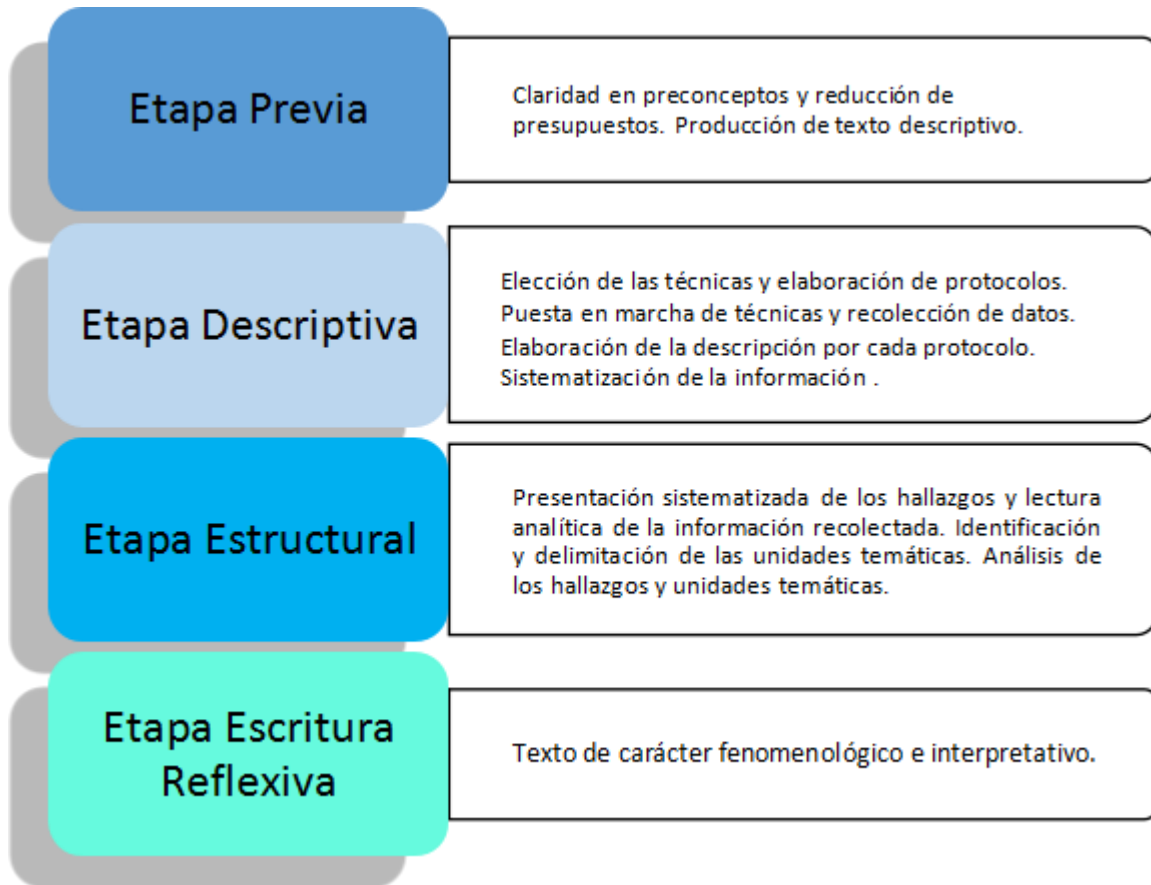 Etapa Previa
Claridad en preconceptos y reducción de
presupuestos. Producción de texto descriptivo.
Etapa Descriptiva
Elección de las técnicas y elaboración de protocolos.
Puesta en marcha de técnicas y recolección de datos.
Elaboración de la descripción por cada protocolo.
Sistematización de la información .
Etapa Estructural
Presentación sistematizada de los hallazgos y lectura
analítica de la información recolectada. Identificación
y delimitación de las unidades temáticas. Análisis de
los hallazgos y unidades temáticas.
Etapa Escritura
Reflexiva
Texto de carácter fenomenológico e interpretativo.